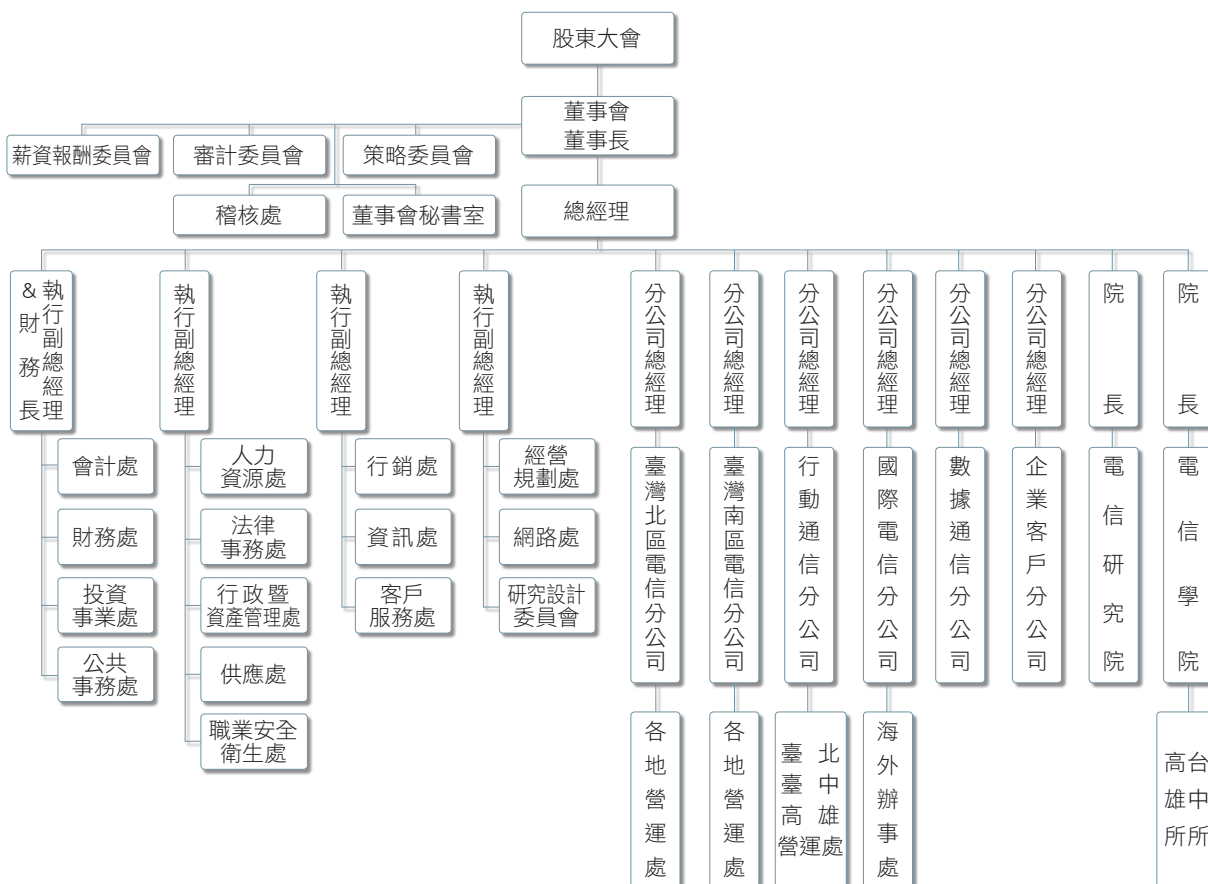 股東大會
董事會
董事長
薪資報酬委員會
審計委員會
策略委員會
稽核處
董事會秘書室
總經理
執行副總經理
&財務長
執行副總經理
執行副總經理
執行副總經理
分公司總經理
分公司總經理
分公司總經理
分公司總經理
分公司總經理
分公司總經理
院長
院長
會計處
財務處
投資
事業處
公共
事務處
人力
資源處
法律
事務處
行政暨
資產管理處
供應處
職業安全
衛生處
行銷處
資訊處
客戶
服務處
經營
規劃處
網路處
研究設計
委員會
臺灣北區電信分公司
臺灣南區電信分公司
行動通信分公司
國際電信分公司
數據通信分公司
企業客戶分公司
電信研究院
電信學院
各地營運處
各地營運處
臺北
臺中
高雄
營運處
海外辦事處
台中所
高雄所